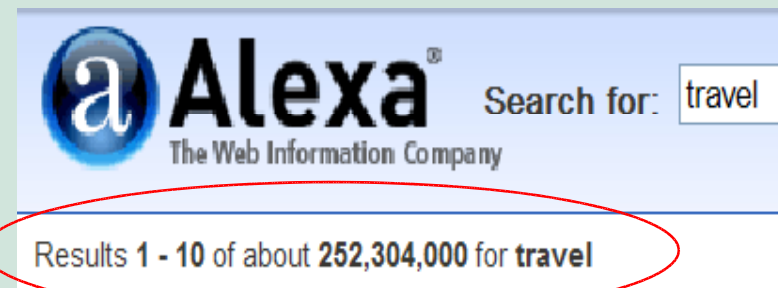 a Alexa®
Search for: travel
The Web Information Company
Results 1 - 10 of about 252,304,000 for travel